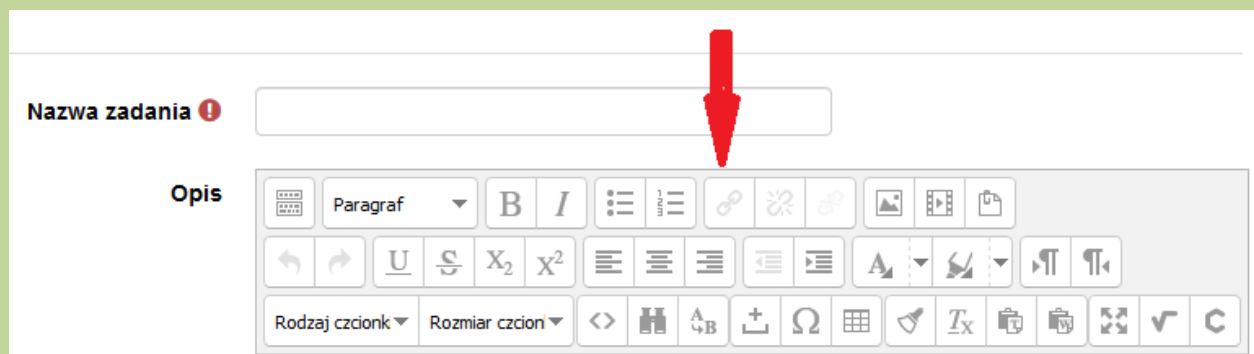 Nazwa zadania
Opis
Paragraf B I
U S X₂ X²
Rodzaj czcionk Rozmiar czcion